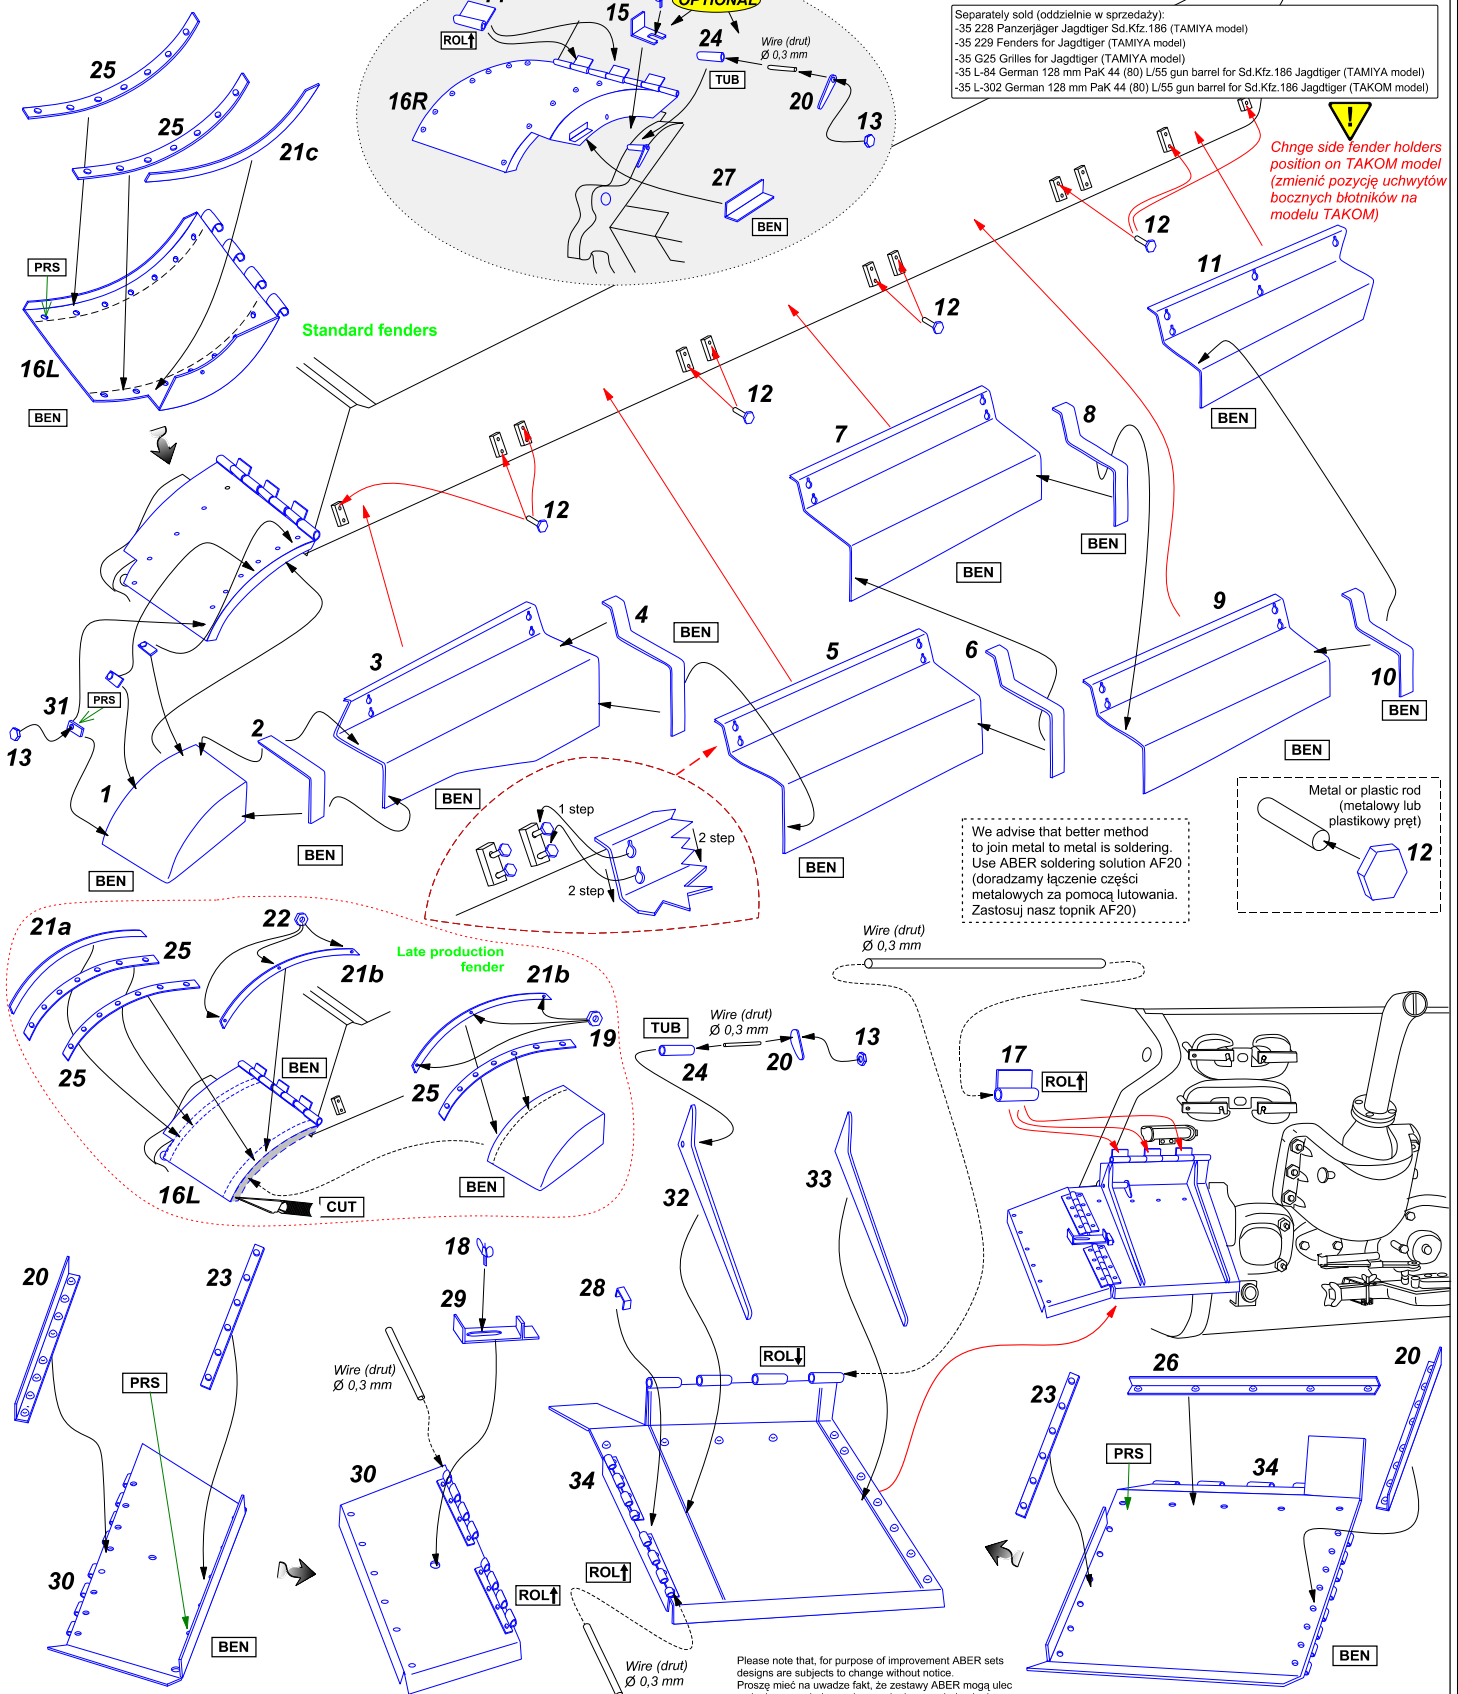 OPTIONAL
15
24
Wire (drut)
Ø 0,3 mm
ROL
TUB
16R
20
13
27
BEN
Separately sold (oddzielnie w sprzedaży):
-35 228 Panzerjäger Jagdtiger Sd.Kfz.186 (TAMIYA model)
-35 229 Fenders for Jagdtiger (TAMIYA model)
-35 G25 Grilles for Jagdtiger (TAMIYA model)
-35 L-84 German 128 mm PaK 44 (80) L/55 gun barrel for Sd.Kfz.186 Jagdtiger (TAMIYA model)
-35 L-302 German 128 mm PaK 44 (80) L/55 gun barrel for Sd.Kfz.186 Jagdtiger (TAKOM model)
!
Chnge side fender holders
position on TAKOM model
(zmienić pozycję uchwytów
bocznych błotników na
modelu TAKOM)
25
25
21c
PRS
16L
BEN
Standard fenders
12
11
BEN
12
12
12
7
8
BEN
BEN
3
4
BEN
5
6
9
10
BEN
BEN
31
PRS
13
2
1
BEN
BEN
BEN
BEN
1 step
2 step
2 step
We advise that better method
to join metal to metal is soldering.
Use ABER soldering solution AF20
(doradzamy łączenie części
metalowych za pomocą lutowania.
Zastosuj nasz topnik AF20)
Metal or plastic rod
(metalowy lub
plastikowy pręt)
12
21a
25
25
22
21b
Late production
fender
21b
19
25
BEN
BEN
16L
CUT
Wire (drut)
Ø 0,3 mm
TUB
Wire (drut)
Ø 0,3 mm
24
20
13
17
ROL
32
33
20
23
PRS
30
BEN
18
29
28
Wire (drut)
Ø 0,3 mm
30
ROL
ROL
34
ROL
Wire (drut)
Ø 0,3 mm
26
20
23
PRS
34
BEN
Please note that, for purpose of improvement ABER sets
designs are subjects to change without notice.
Proszę mieć na uwadze fakt, że zestawy ABER mogą ulec